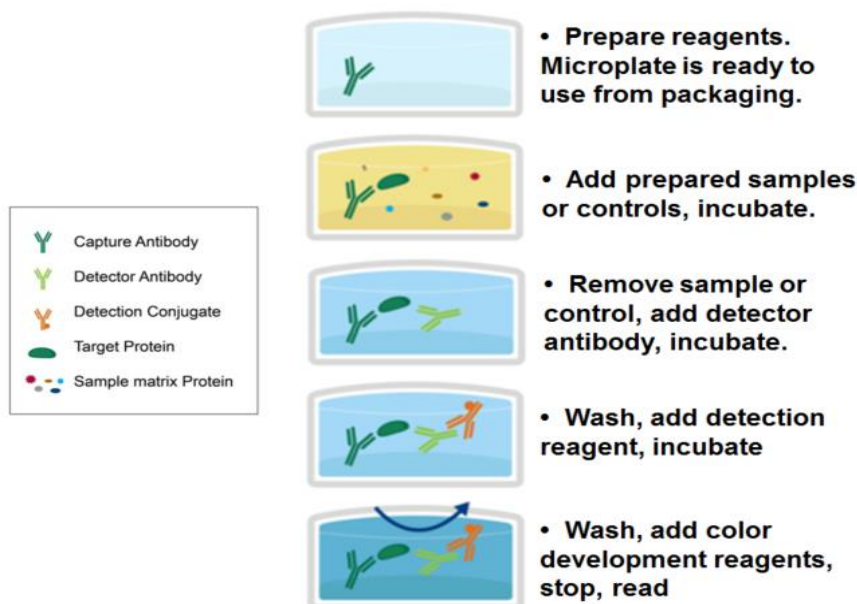 • Prepare reagents.
Microplate is ready to
use from packaging.
• Add prepared samples
or controls, incubate.
Capture Antibody
Detector Antibody
Detection Conjugate
Target Protein
Sample matrix Protein
• Remove sample or
control, add detector
antibody, incubate.
• Wash, add detection
reagent, incubate
• Wash, add color
development reagents,
stop, read